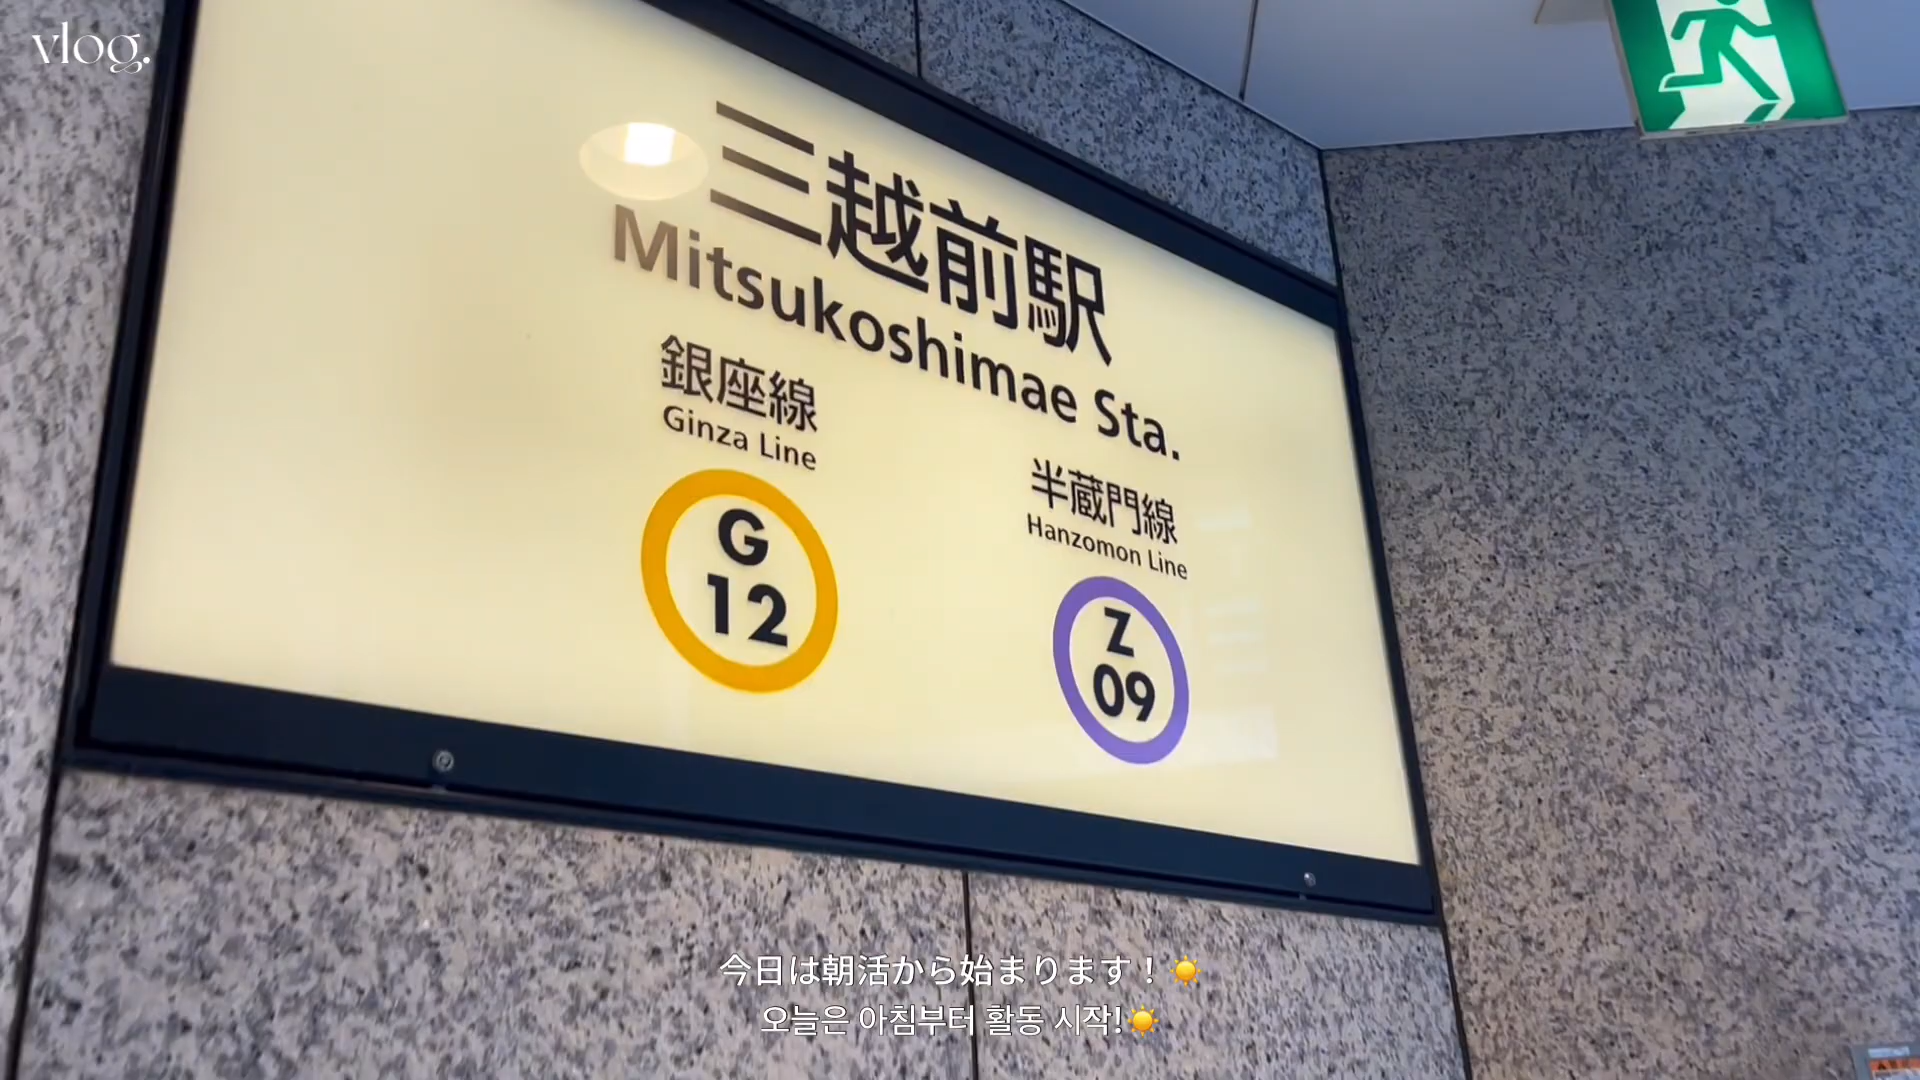 vlog.
三越前駅
Mitsukoshimae Sta.
銀座線
Ginza Line
G
12
半蔵門線
Hanzomon Line
Z
09
今日は朝活から始まります！☀️
오늘은 아침부터 활동 시작!☀️